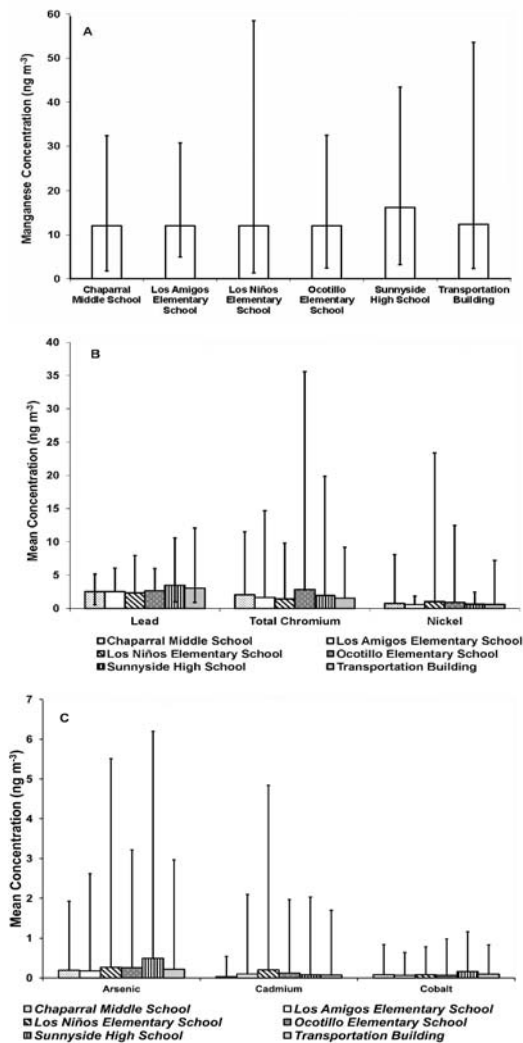 A
Manganese Concentration (ng m-3)
60
50
40
30
20
10
0
Chaparral Middle School
Los Amigos Elementary School
Los Niños Elementary School
Ocotillo Elementary School
Sunnyside High School
Transportation Building
B
Mean Concentration (ng m-3)
40
35
30
25
20
15
10
5
0
Lead Total Chromium Nickel
Chaparral Middle School Los Amigos Elementary School
Los Niños Elementary School Ocotillo Elementary School
Sunnyside High School Transportation Building
C
Mean Concentration (ng m-3)
7
6
5
4
3
2
1
0
Arsenic Cadmium Cobalt
Chaparral Middle School Los Amigos Elementary School
Los Niños Elementary School Ocotillo Elementary School
Sunnyside High School Transportation Building